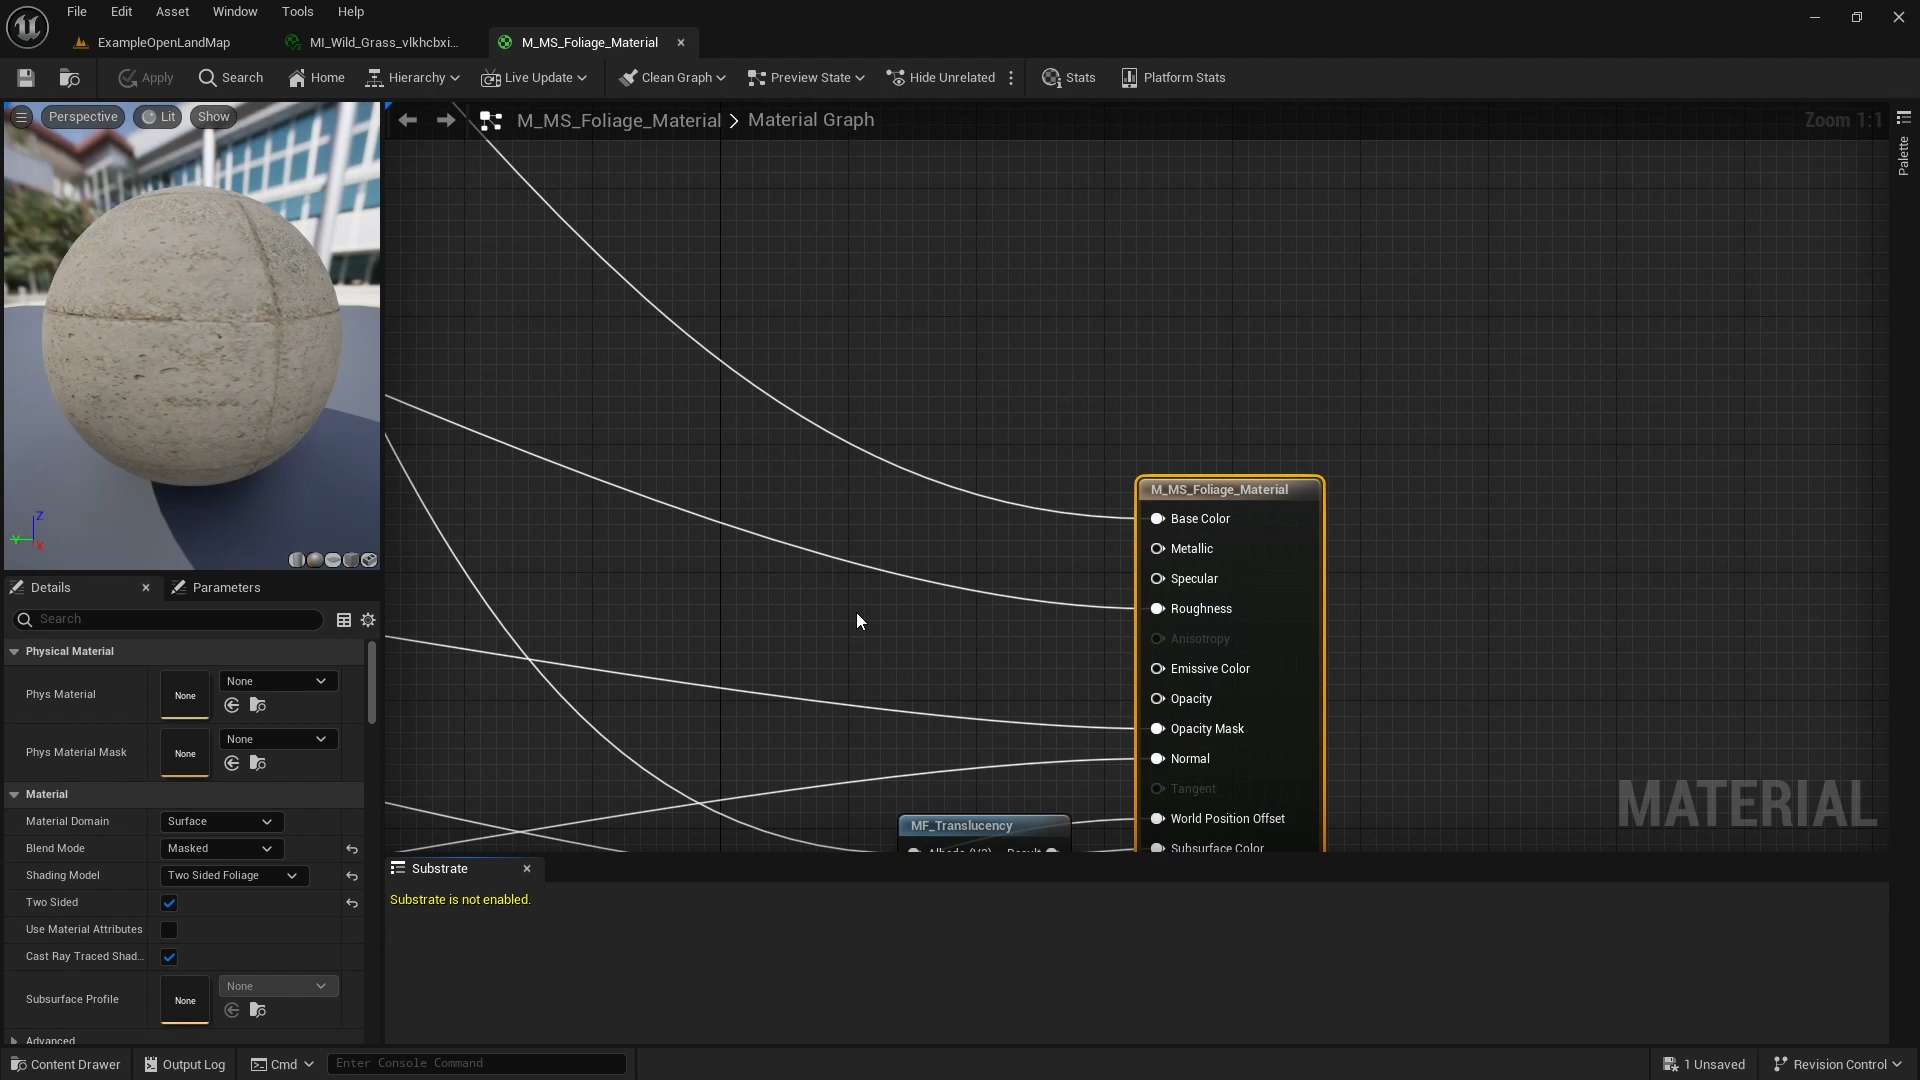 File Edit Asset Window Tools Help
ExampleOpenLandMap MI_Wild_Grass_vlkhcbxi... M_MS_Foliage_Material
Apply Search Home Hierarchy Live Update Clean Graph Preview State Hide Unrelated Stats Platform Stats
Perspective Lit Show
M_MS_Foliage_Material > Material Graph
Zoom 1:1
Palette
M_MS_Foliage_Material
Base Color
Metallic
Specular
Roughness
Anisotropy
Emissive Color
Opacity
Opacity Mask
Normal
Tangent
World Position Offset
Subsurface Color
MF_Translucency
Albedo (V3) Result
MATERIAL
Z
Y
X
Details Parameters
Search
Physical Material
Phys Material None None
Phys Material Mask None None
Material
Material Domain Surface
Blend Mode Masked
Shading Model Two Sided Foliage
Two Sided
Use Material Attributes
Cast Ray Traced Shad...
Subsurface Profile None None
Advanced
Substrate
Substrate is not enabled.
Content Drawer Output Log Cmd Enter Console Command 1 Unsaved Revision Control